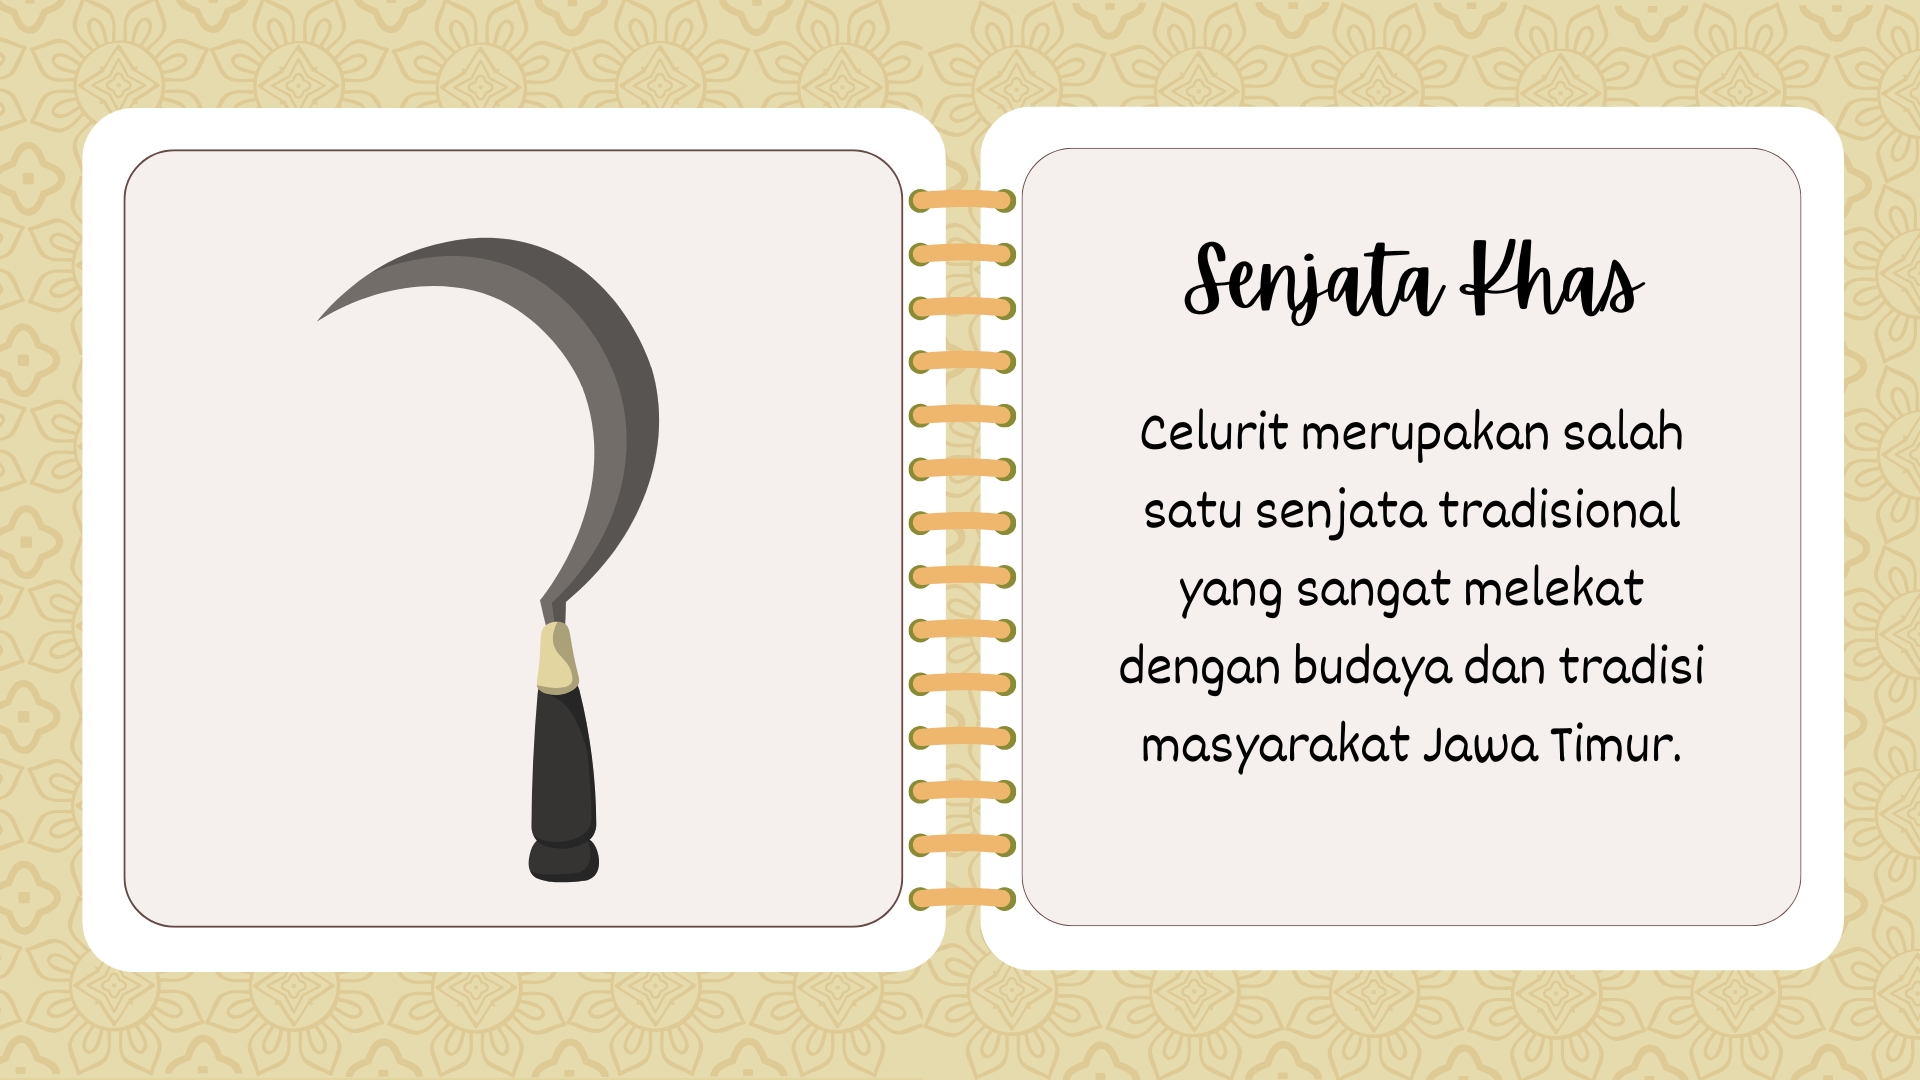 Senjata Khas
Celurit merupakan salah
satu senjata tradisional
yang sangat melekat
dengan budaya dan tradisi
masyarakat Jawa Timur.